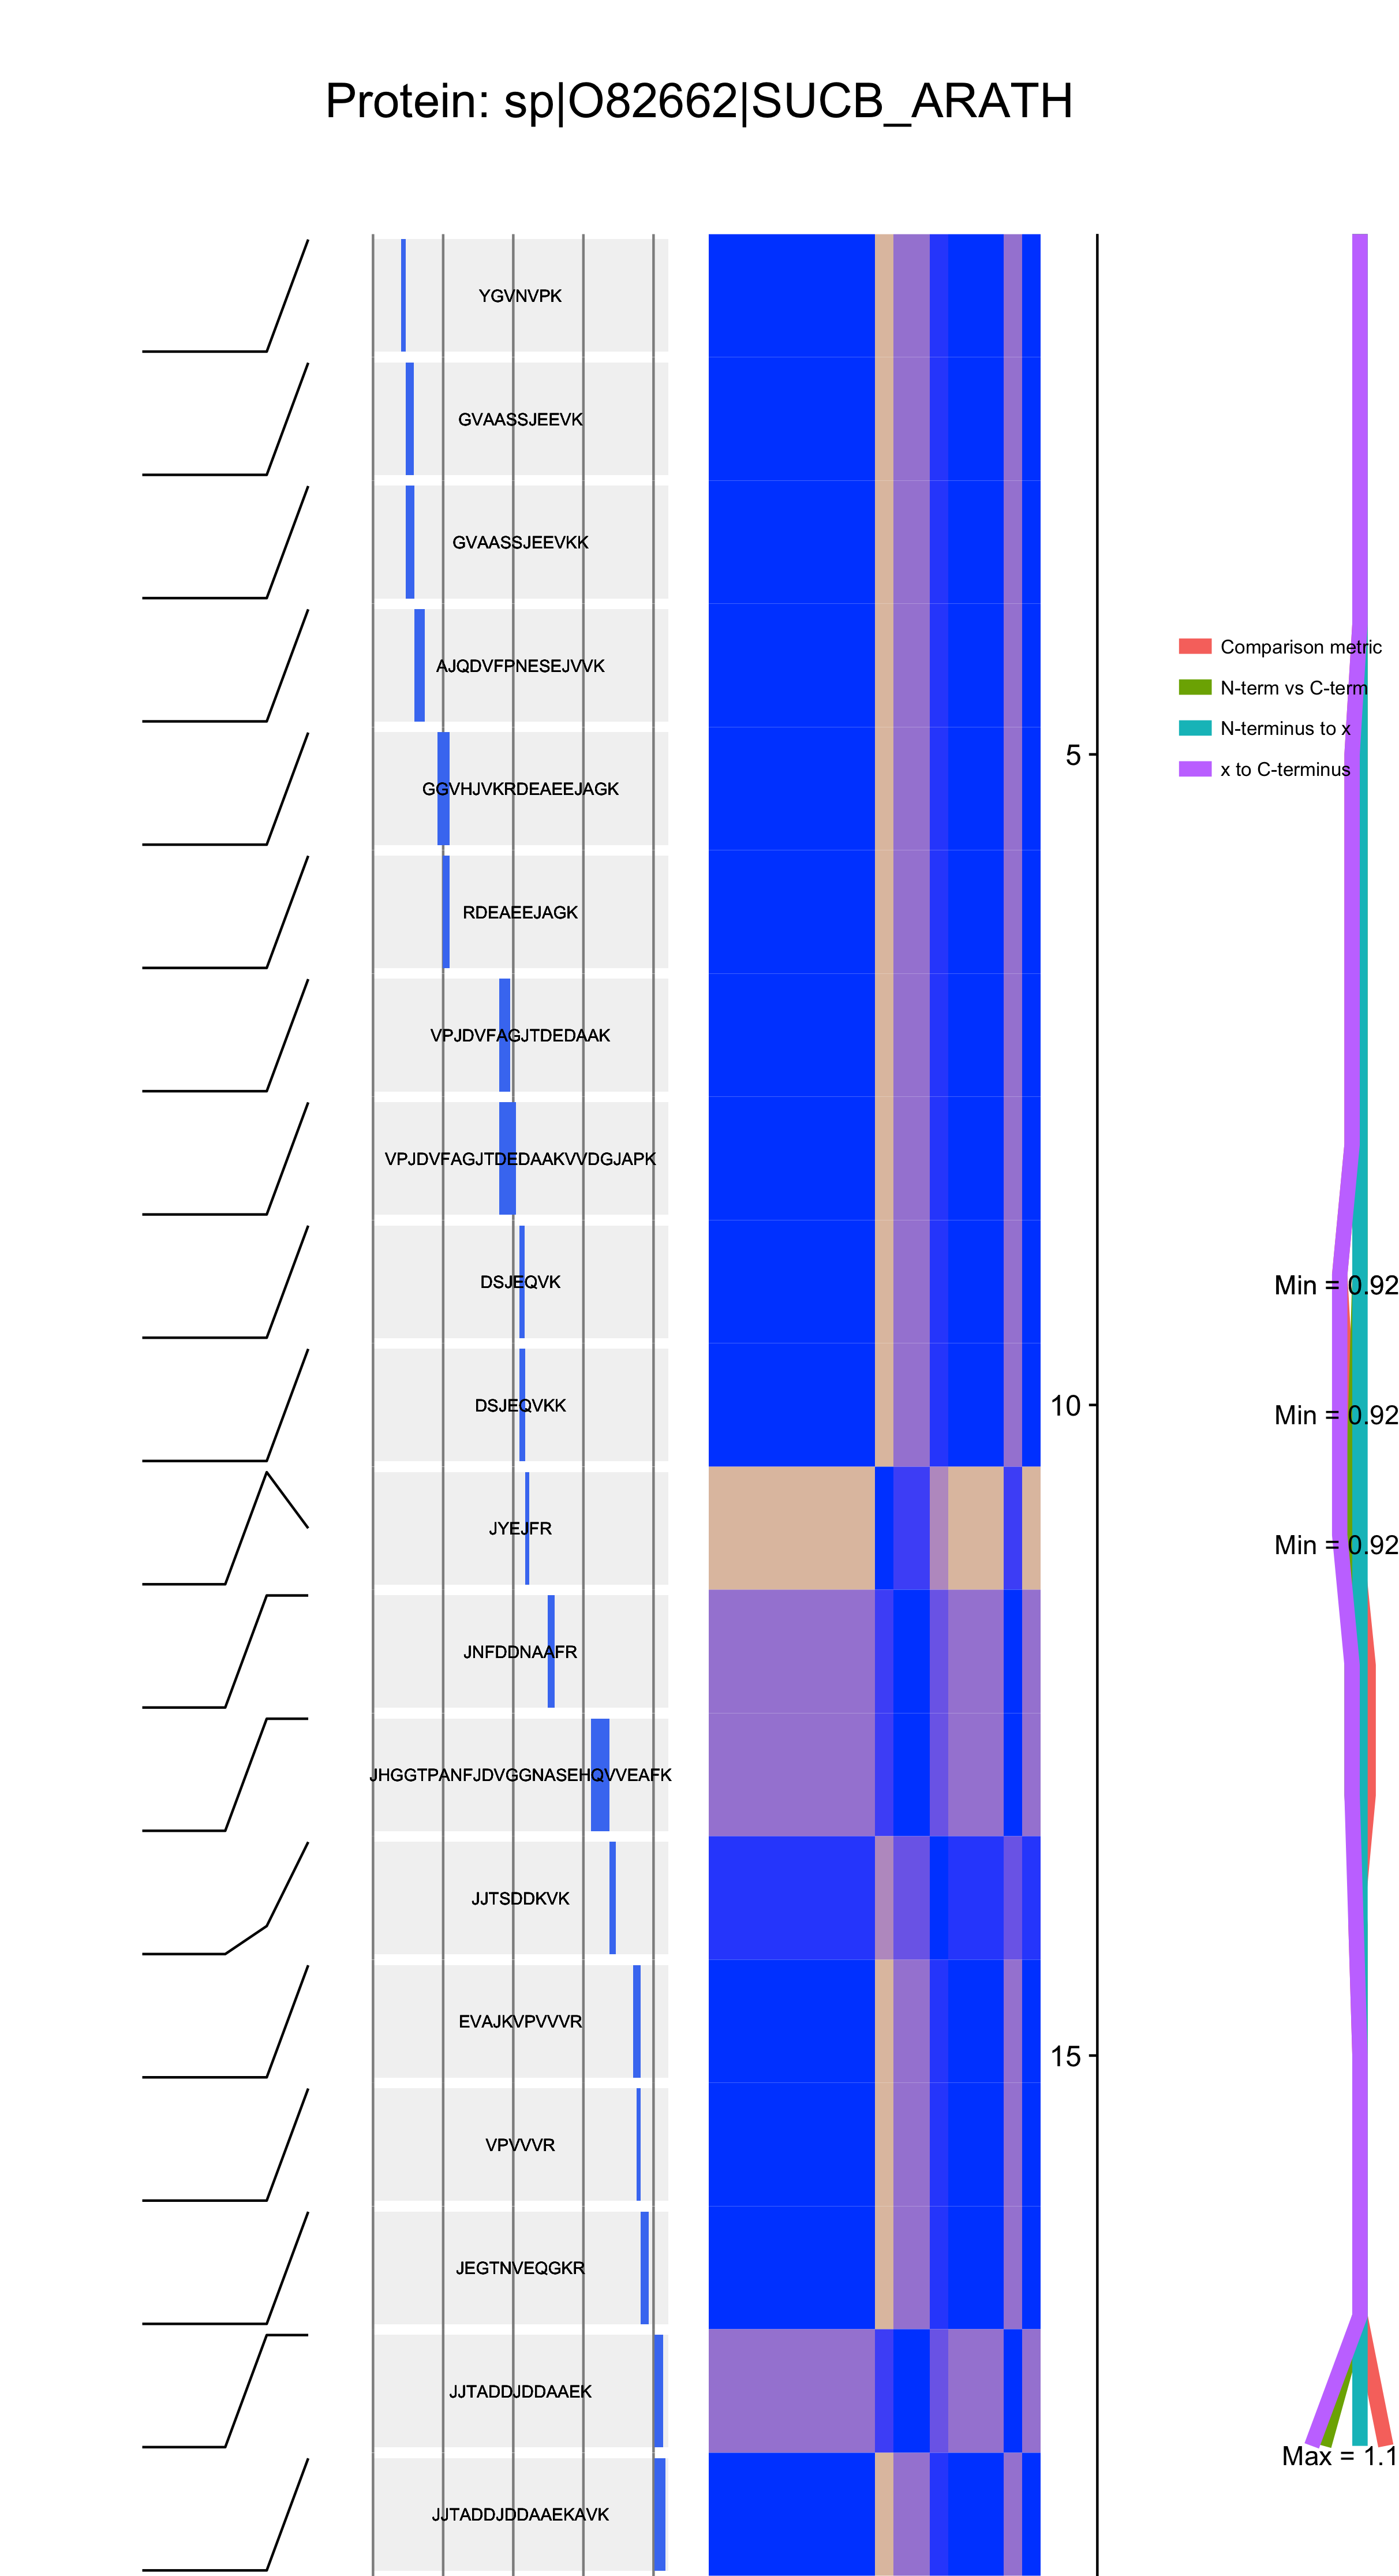 Protein: sp|O82662|SUCB_ARATH
YGVNVPK
GVAASSJEEVK
GVAASSJEEVKK
Comparison metric
AJQDVFPNESEJVVK
N-term vs C-term
N-terminus to x
5
x to C-terminus
GGVHJVKRDEAEEJAGK
RDEAEEJAGK
VPJDVFAGJTDEDAAK
VPJDVFAGJTDEDAAKVVDGJAPK
DSJEQVK
Min = 0.92
DSJEQVKK
10
Min = 0.92
JYEJFR
Min = 0.92
JNFDDNAAFR
JHGGTPANFJDVGGNASEHQVVEAFK
JJTSDDKVK
EVAJKVPVVVR
15
VPVVVR
JEGTNVEQGKR
JJTADDJDDAAEK
Max = 1.1
JJTADDJDDAAEKAVK